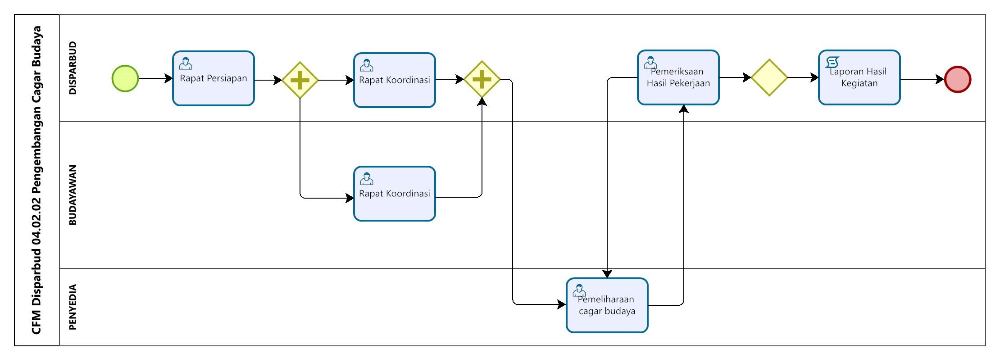 CFM Disparbud 04.02.02 Pengembangan Cagar Budaya
DISPARBUD
Rapat Persiapan
Rapat Koordinasi
Pemeriksaan
Hasil Pekerjaan
Laporan Hasil
Kegiatan
BUDAYAWAN
Rapat Koordinasi
PENYEDIA
Pemeliharaan
cagar budaya